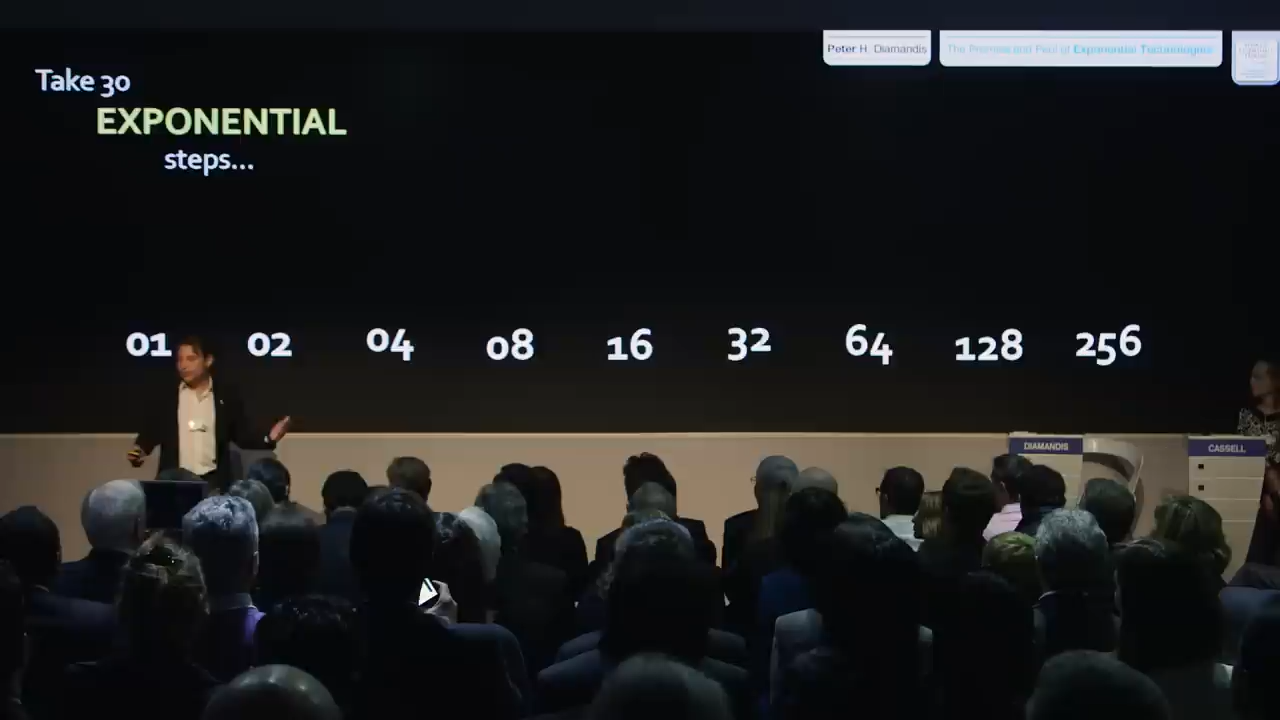 Peter H. Diamandis
The Promise and Peril of Exponential Technologies
Take 30
EXPONENTIAL
steps...
01 02 04 08 16 32 64 128 256
DIAMANDIS
CASSELL